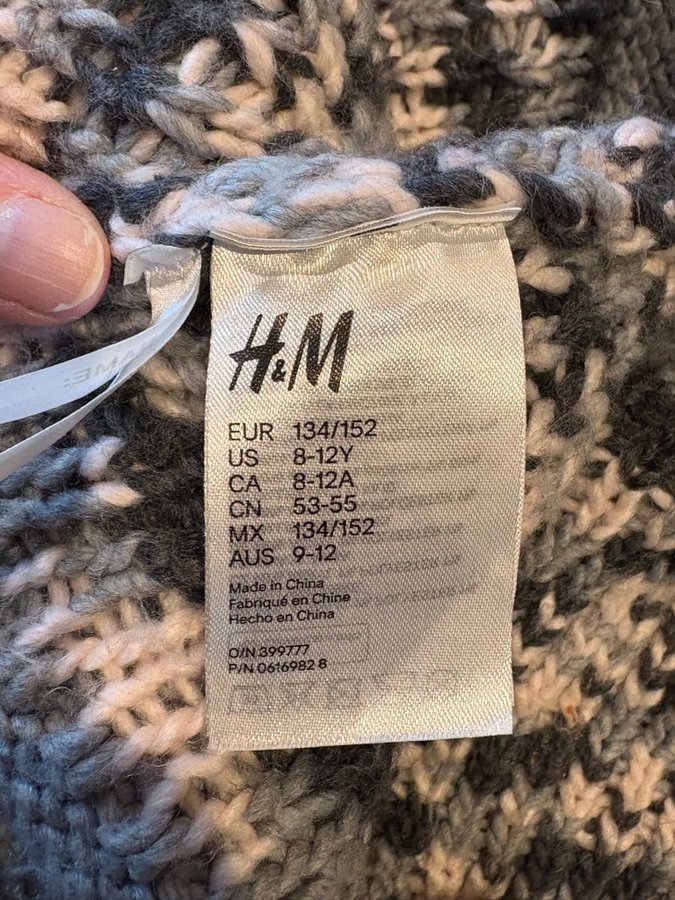 H&M
EUR 134/152
US 8-12Y
CA 8-12A
CN 53-55
MX 134/152
AUS 9-12
Made in China
Fabriqué en Chine
Hecho en China
O/N 399777
P/N 0616982 8